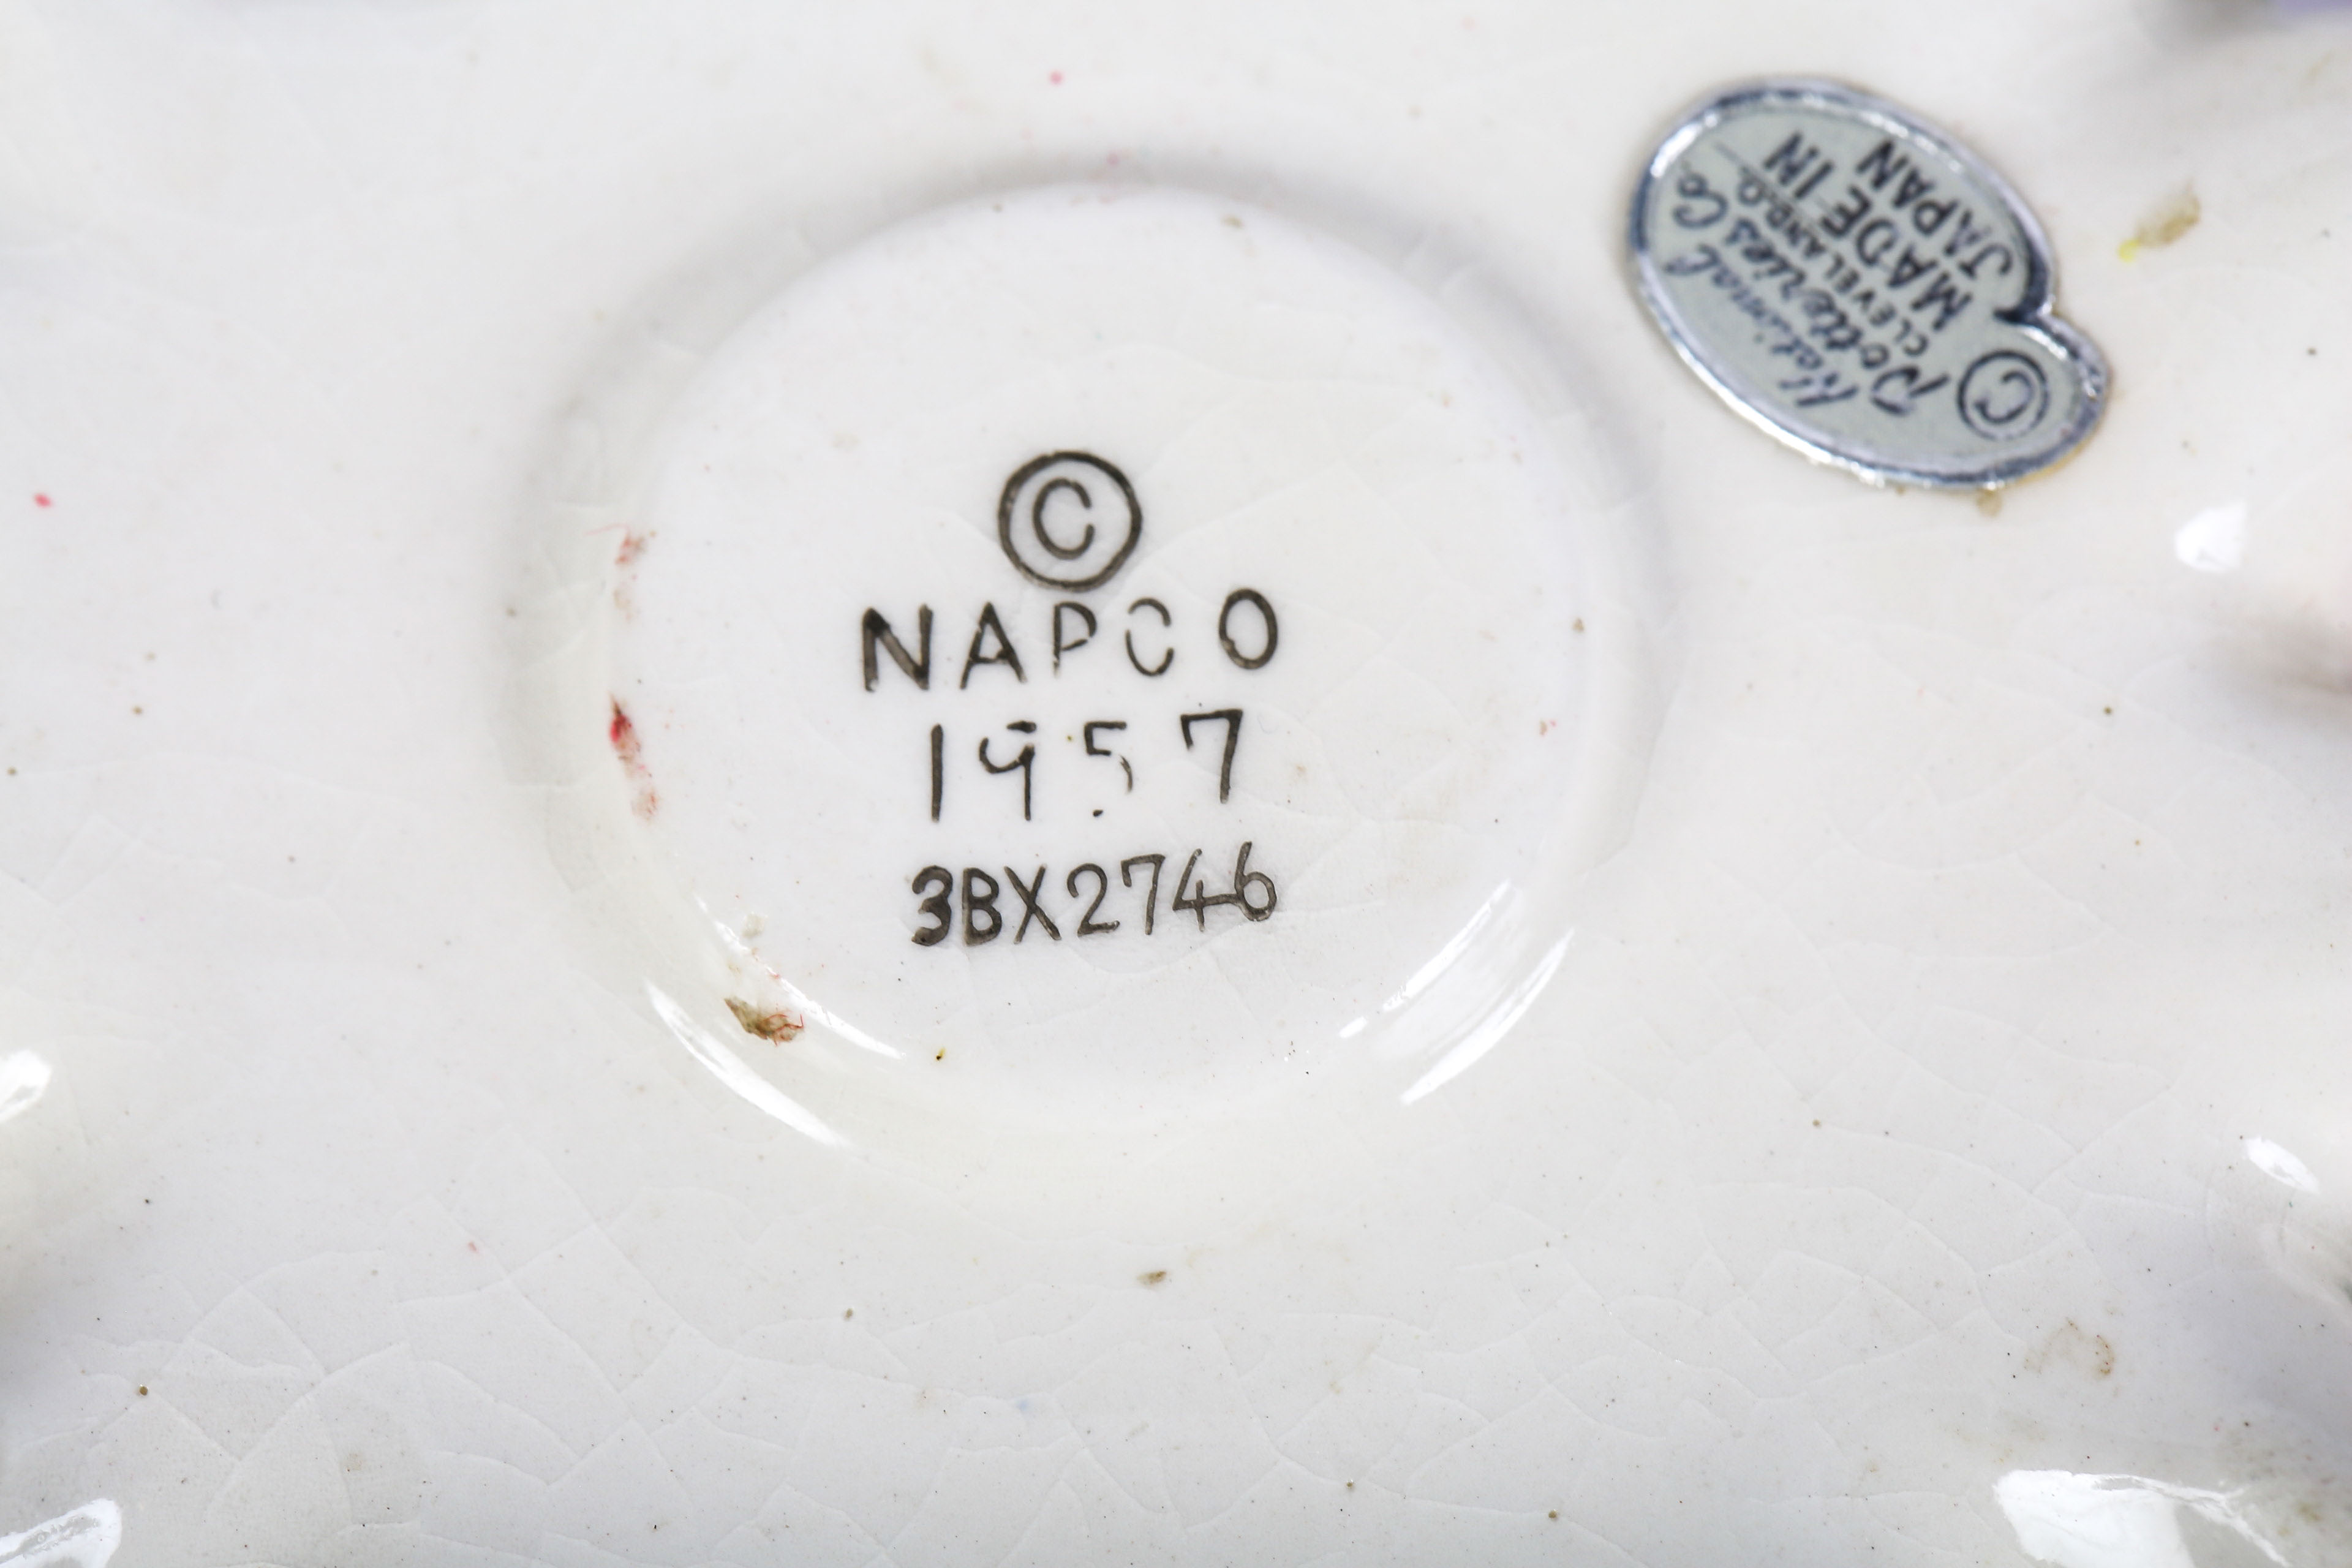 ©
NAPCO
1957
3BX2746
National
Potteries Co.
CLEVELAND.O.
MADE IN
JAPAN
©